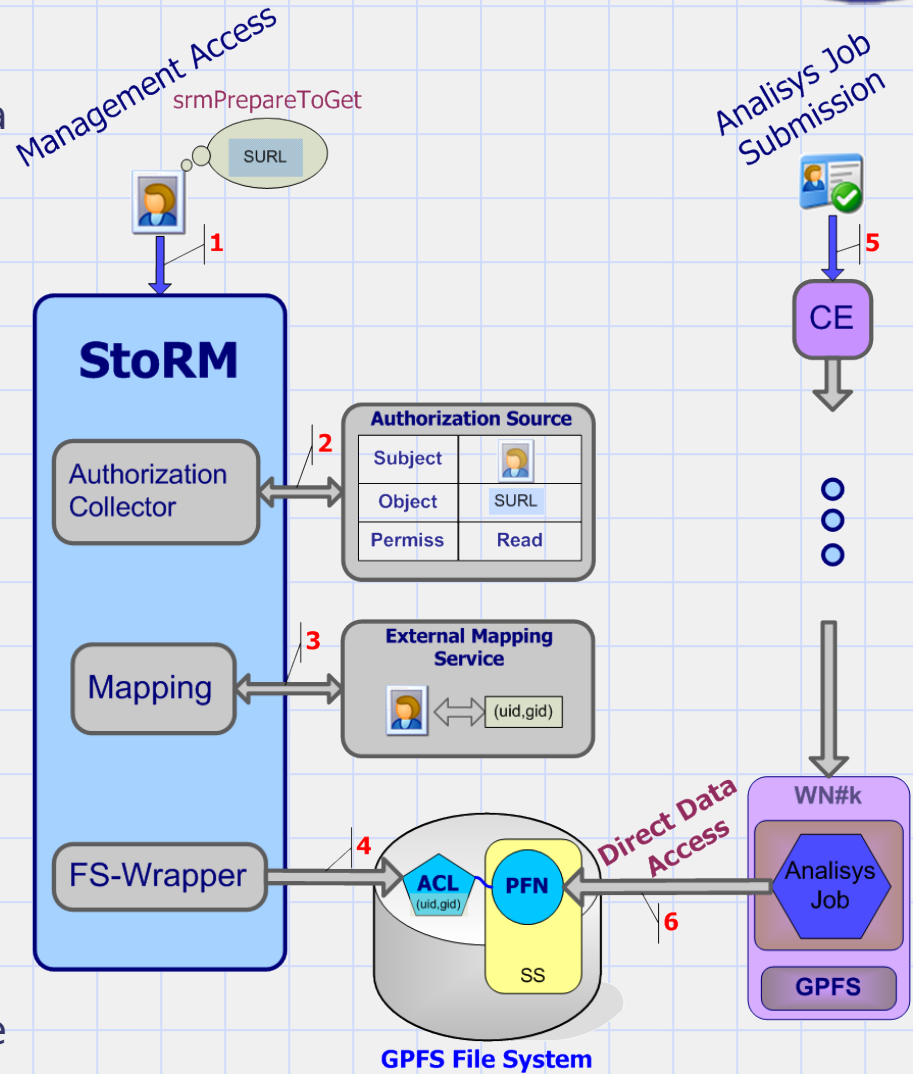 Management Access
srmPrepareToGet
SURL
1
StoRM
Authorization
Collector
2
Authorization Source
Subject
Object
SURL
Permiss
Read
Mapping
3
External Mapping
Service
(uid,gid)
FS-Wrapper
4
ACL
(uid,gid)
PFN
SS
GPFS File System
Analisys Job
Submission
5
CE
WN#k
Analisys
Job
GPFS
Direct Data
Access
6
a
e